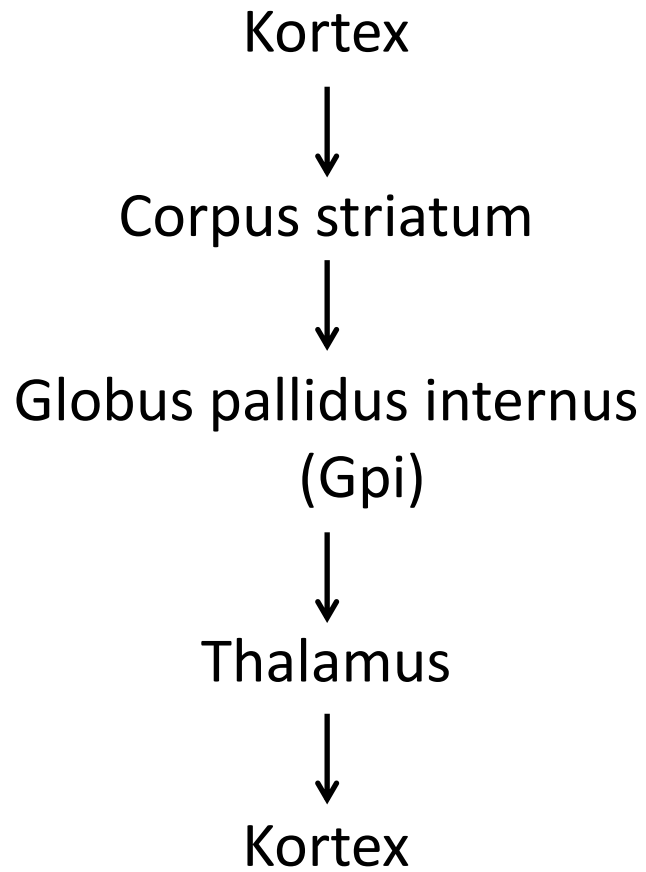 Kortex
Corpus striatum
Globus pallidus internus
(Gpi)
Thalamus
Kortex